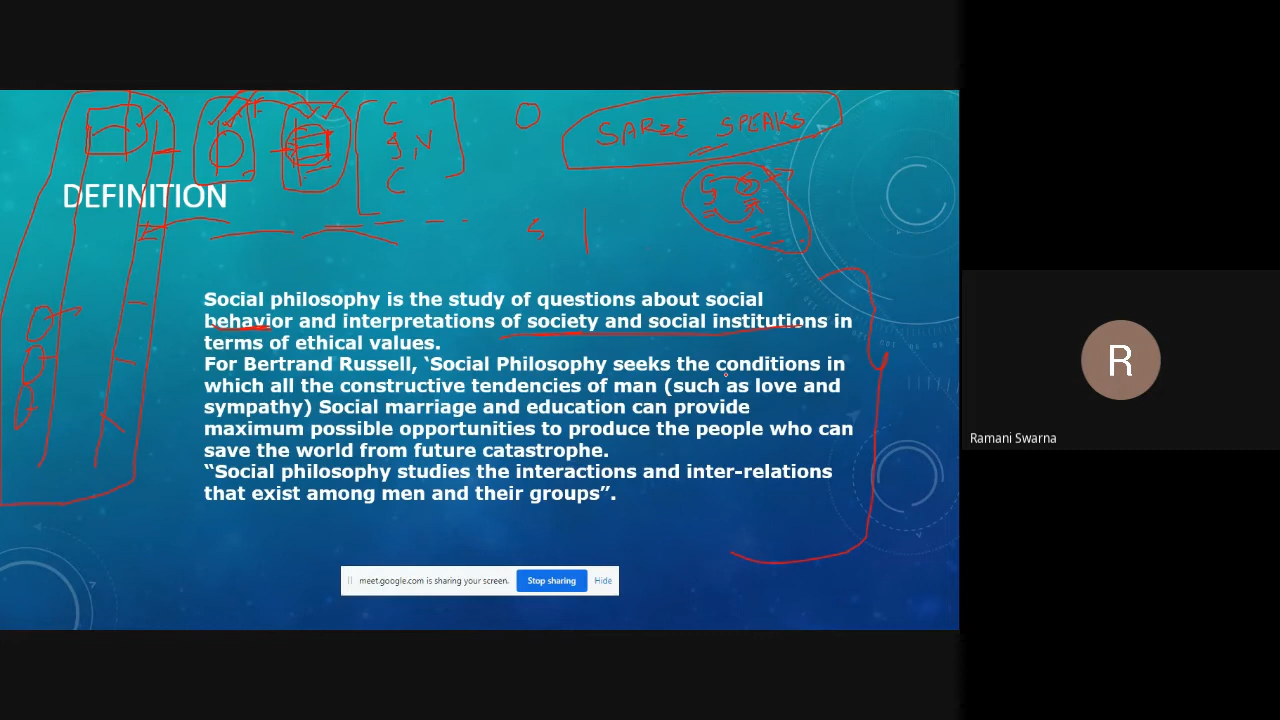 SARZE SPEAKS
DEFINITION
Social philosophy is the study of questions about social
behavior and interpretations of society and social institutions in
terms of ethical values.
For Bertrand Russell, ‘Social Philosophy seeks the conditions in
which all the constructive tendencies of man (such as love and
sympathy) Social marriage and education can provide
maximum possible opportunities to produce the people who can
save the world from future catastrophe.
“Social philosophy studies the interactions and inter-relations
that exist among men and their groups”.
meet.google.com is sharing your screen.
Stop sharing
Hide
R
Ramani Swarna